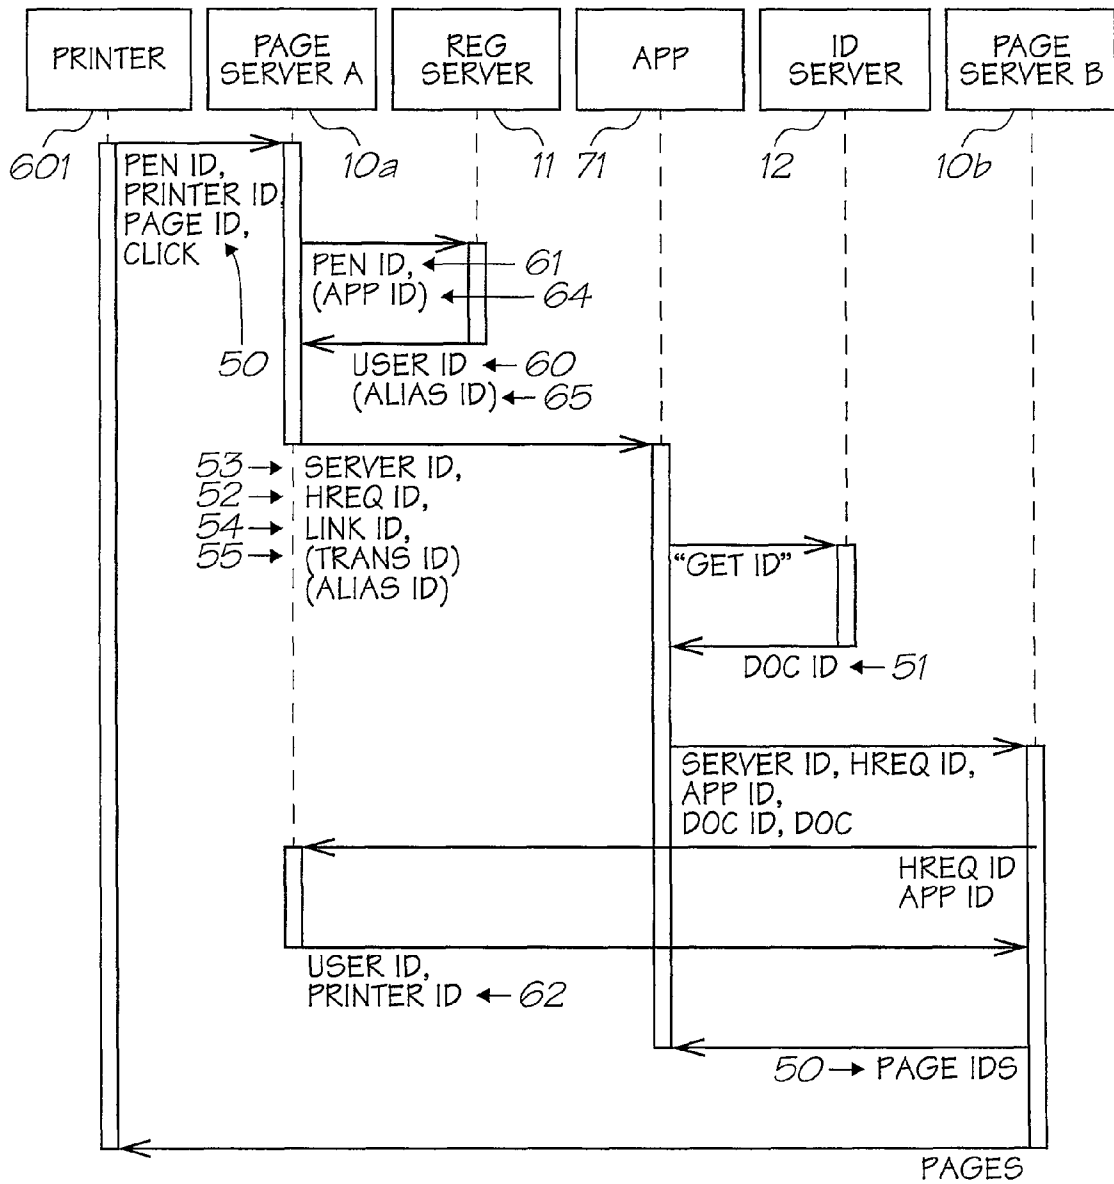 PRINTER
PAGE
SERVER A
REG
SERVER
APP
ID
SERVER
PAGE
SERVER B
601
10a
11
71
12
10b
PEN ID,
PRINTER ID,
PAGE ID,
CLICK
50
PEN ID,
61
(APP ID)
64
USER ID
60
(ALIAS ID)
65
53
SERVER ID,
52
HREQ ID,
54
LINK ID,
55
(TRANS ID)
(ALIAS ID)
"GET ID"
DOC ID
51
SERVER ID, HREQ ID,
APP ID,
DOC ID, DOC
HREQ ID
APP ID
USER ID,
PRINTER ID
62
50
PAGE IDS
PAGES